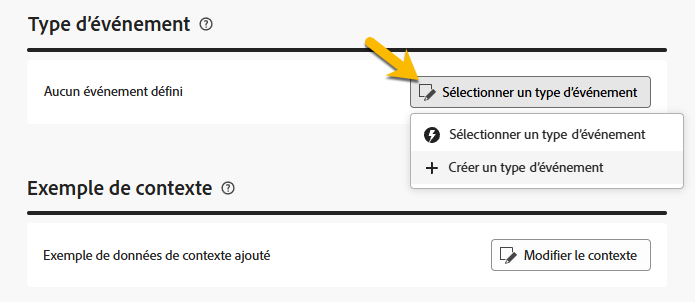 Type d’événement
Aucun événement défini
Sélectionner un type d’événement
Sélectionner un type d’événement
Créer un type d’événement
Exemple de contexte
Exemple de données de contexte ajouté
Modifier le contexte